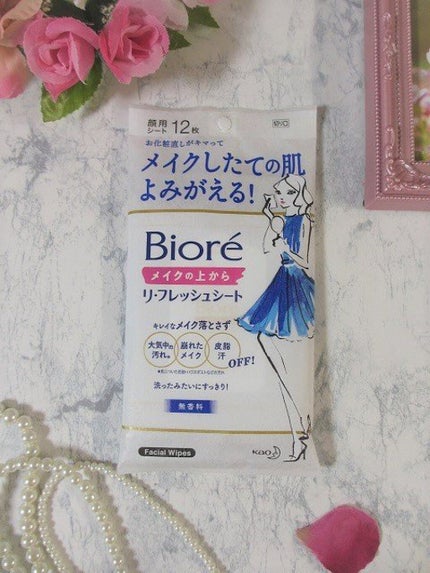 顔用
シート 12枚
切り口
お化粧直しがキマって
メイクしたての肌
よみがえる!
Bioré
メイクの上から
リ・フレッシュシート
キレイなメイク落とさず
大気中の
汚れ※
崩れた
メイク
皮脂
汗
OFF!
洗ったみたいにすっきり!
無香料
Facial Wipes
Kao